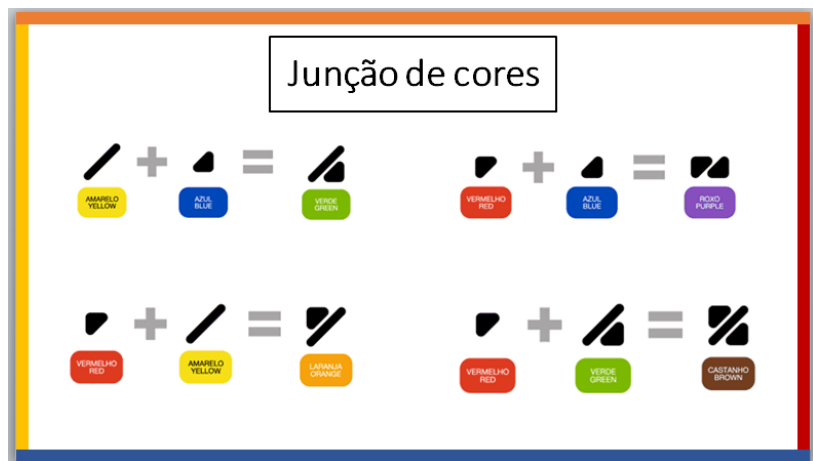 Junção de cores
AMARELO
YELLOW
AZUL
BLUE
VERDE
GREEN
VERMELHO
RED
AZUL
BLUE
ROXO
PURPLE
VERMELHO
RED
AMARELO
YELLOW
LARANJA
ORANGE
VERMELHO
RED
VERDE
GREEN
CASTANHO
BROWN